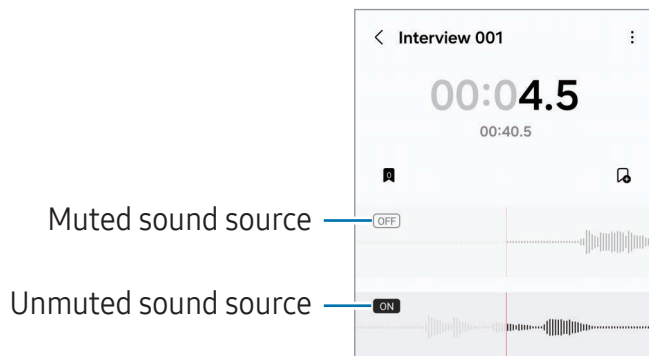 Interview 001
00:04.5
00:40.5
0
Muted sound source
OFF
Unmuted sound source
ON